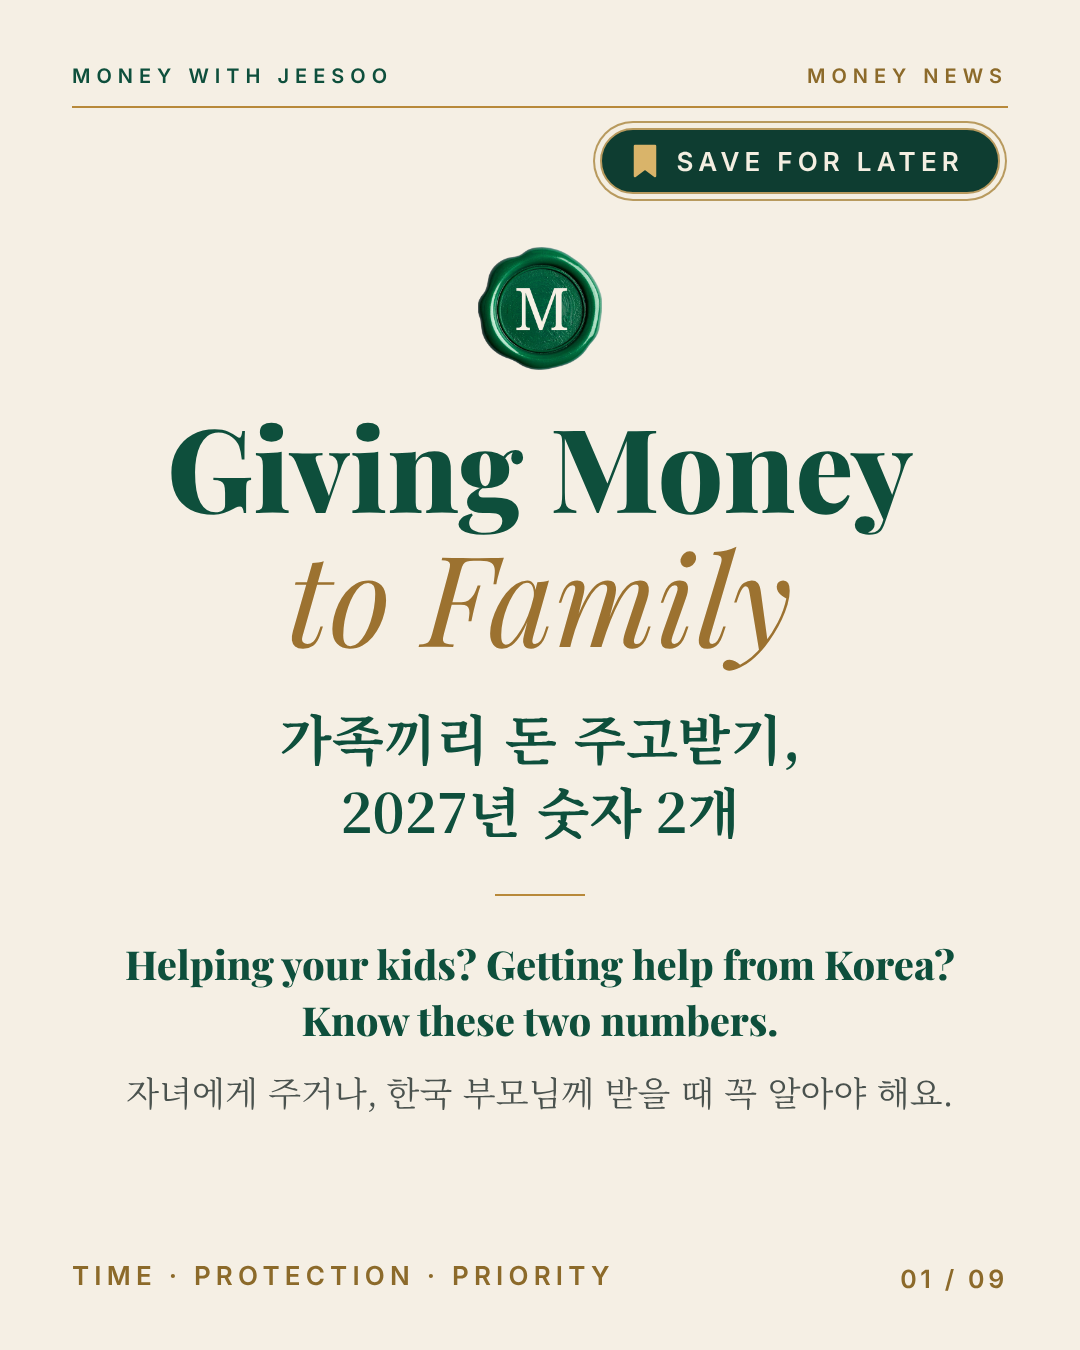 MONEY WITH JEESOO
MONEY NEWS
SAVE FOR LATER
M
Giving Money
to Family
가족끼리 돈 주고받기,
2027년 숫자 2개
Helping your kids? Getting help from Korea?
Know these two numbers.
자녀에게 주거나, 한국 부모님께 받을 때 꼭 알아야 해요.
TIME · PROTECTION · PRIORITY
01 / 09